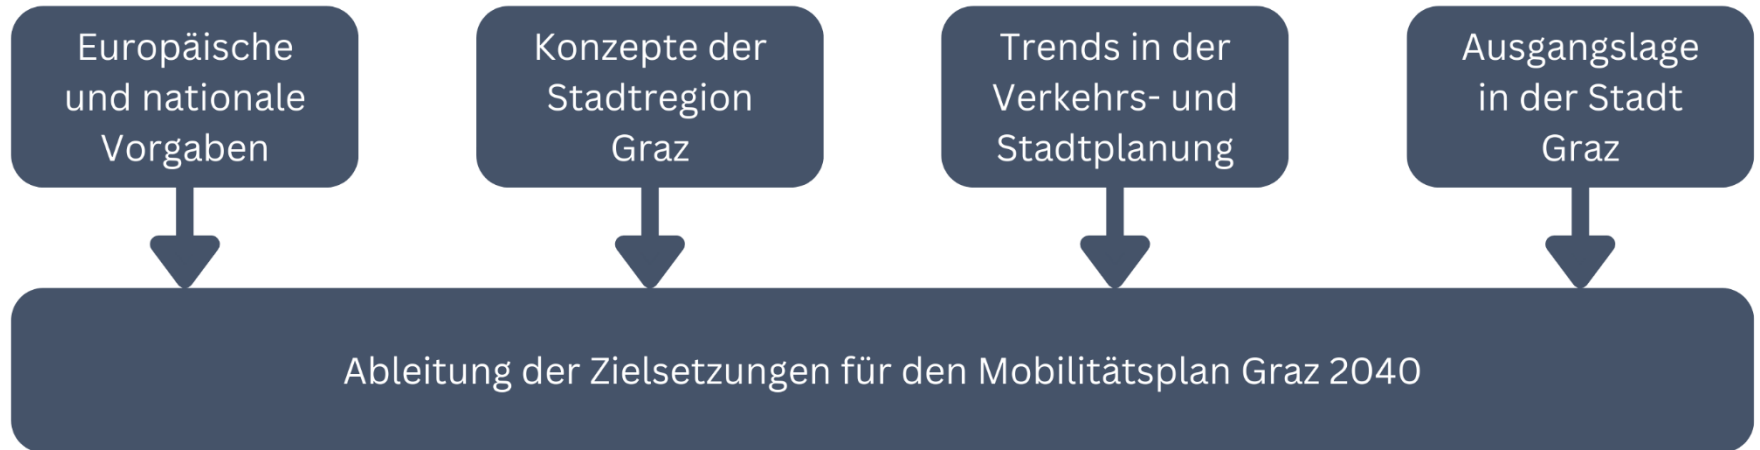 Europäische
und nationale
Vorgaben
Konzepte der
Stadtregion
Graz
Trends in der
Verkehrs- und
Stadtplanung
Ausgangslage
in der Stadt
Graz
Ableitung der Zielsetzungen für den Mobilitätsplan Graz 2040